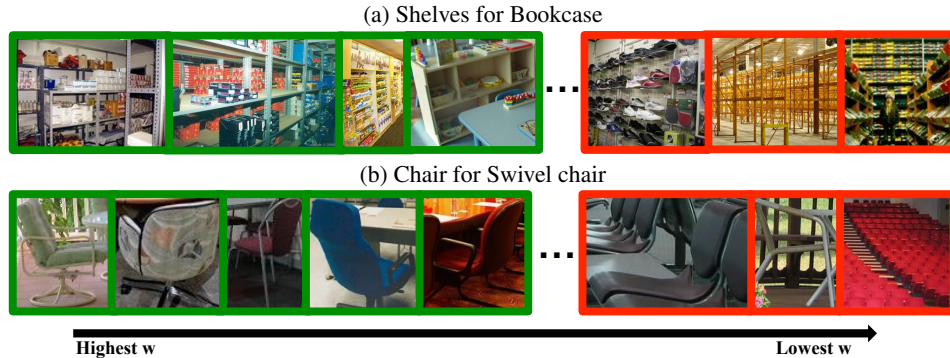 (a) Shelves for Bookcase
...
(b) Chair for Swivel chair
...
Highest w
Lowest w